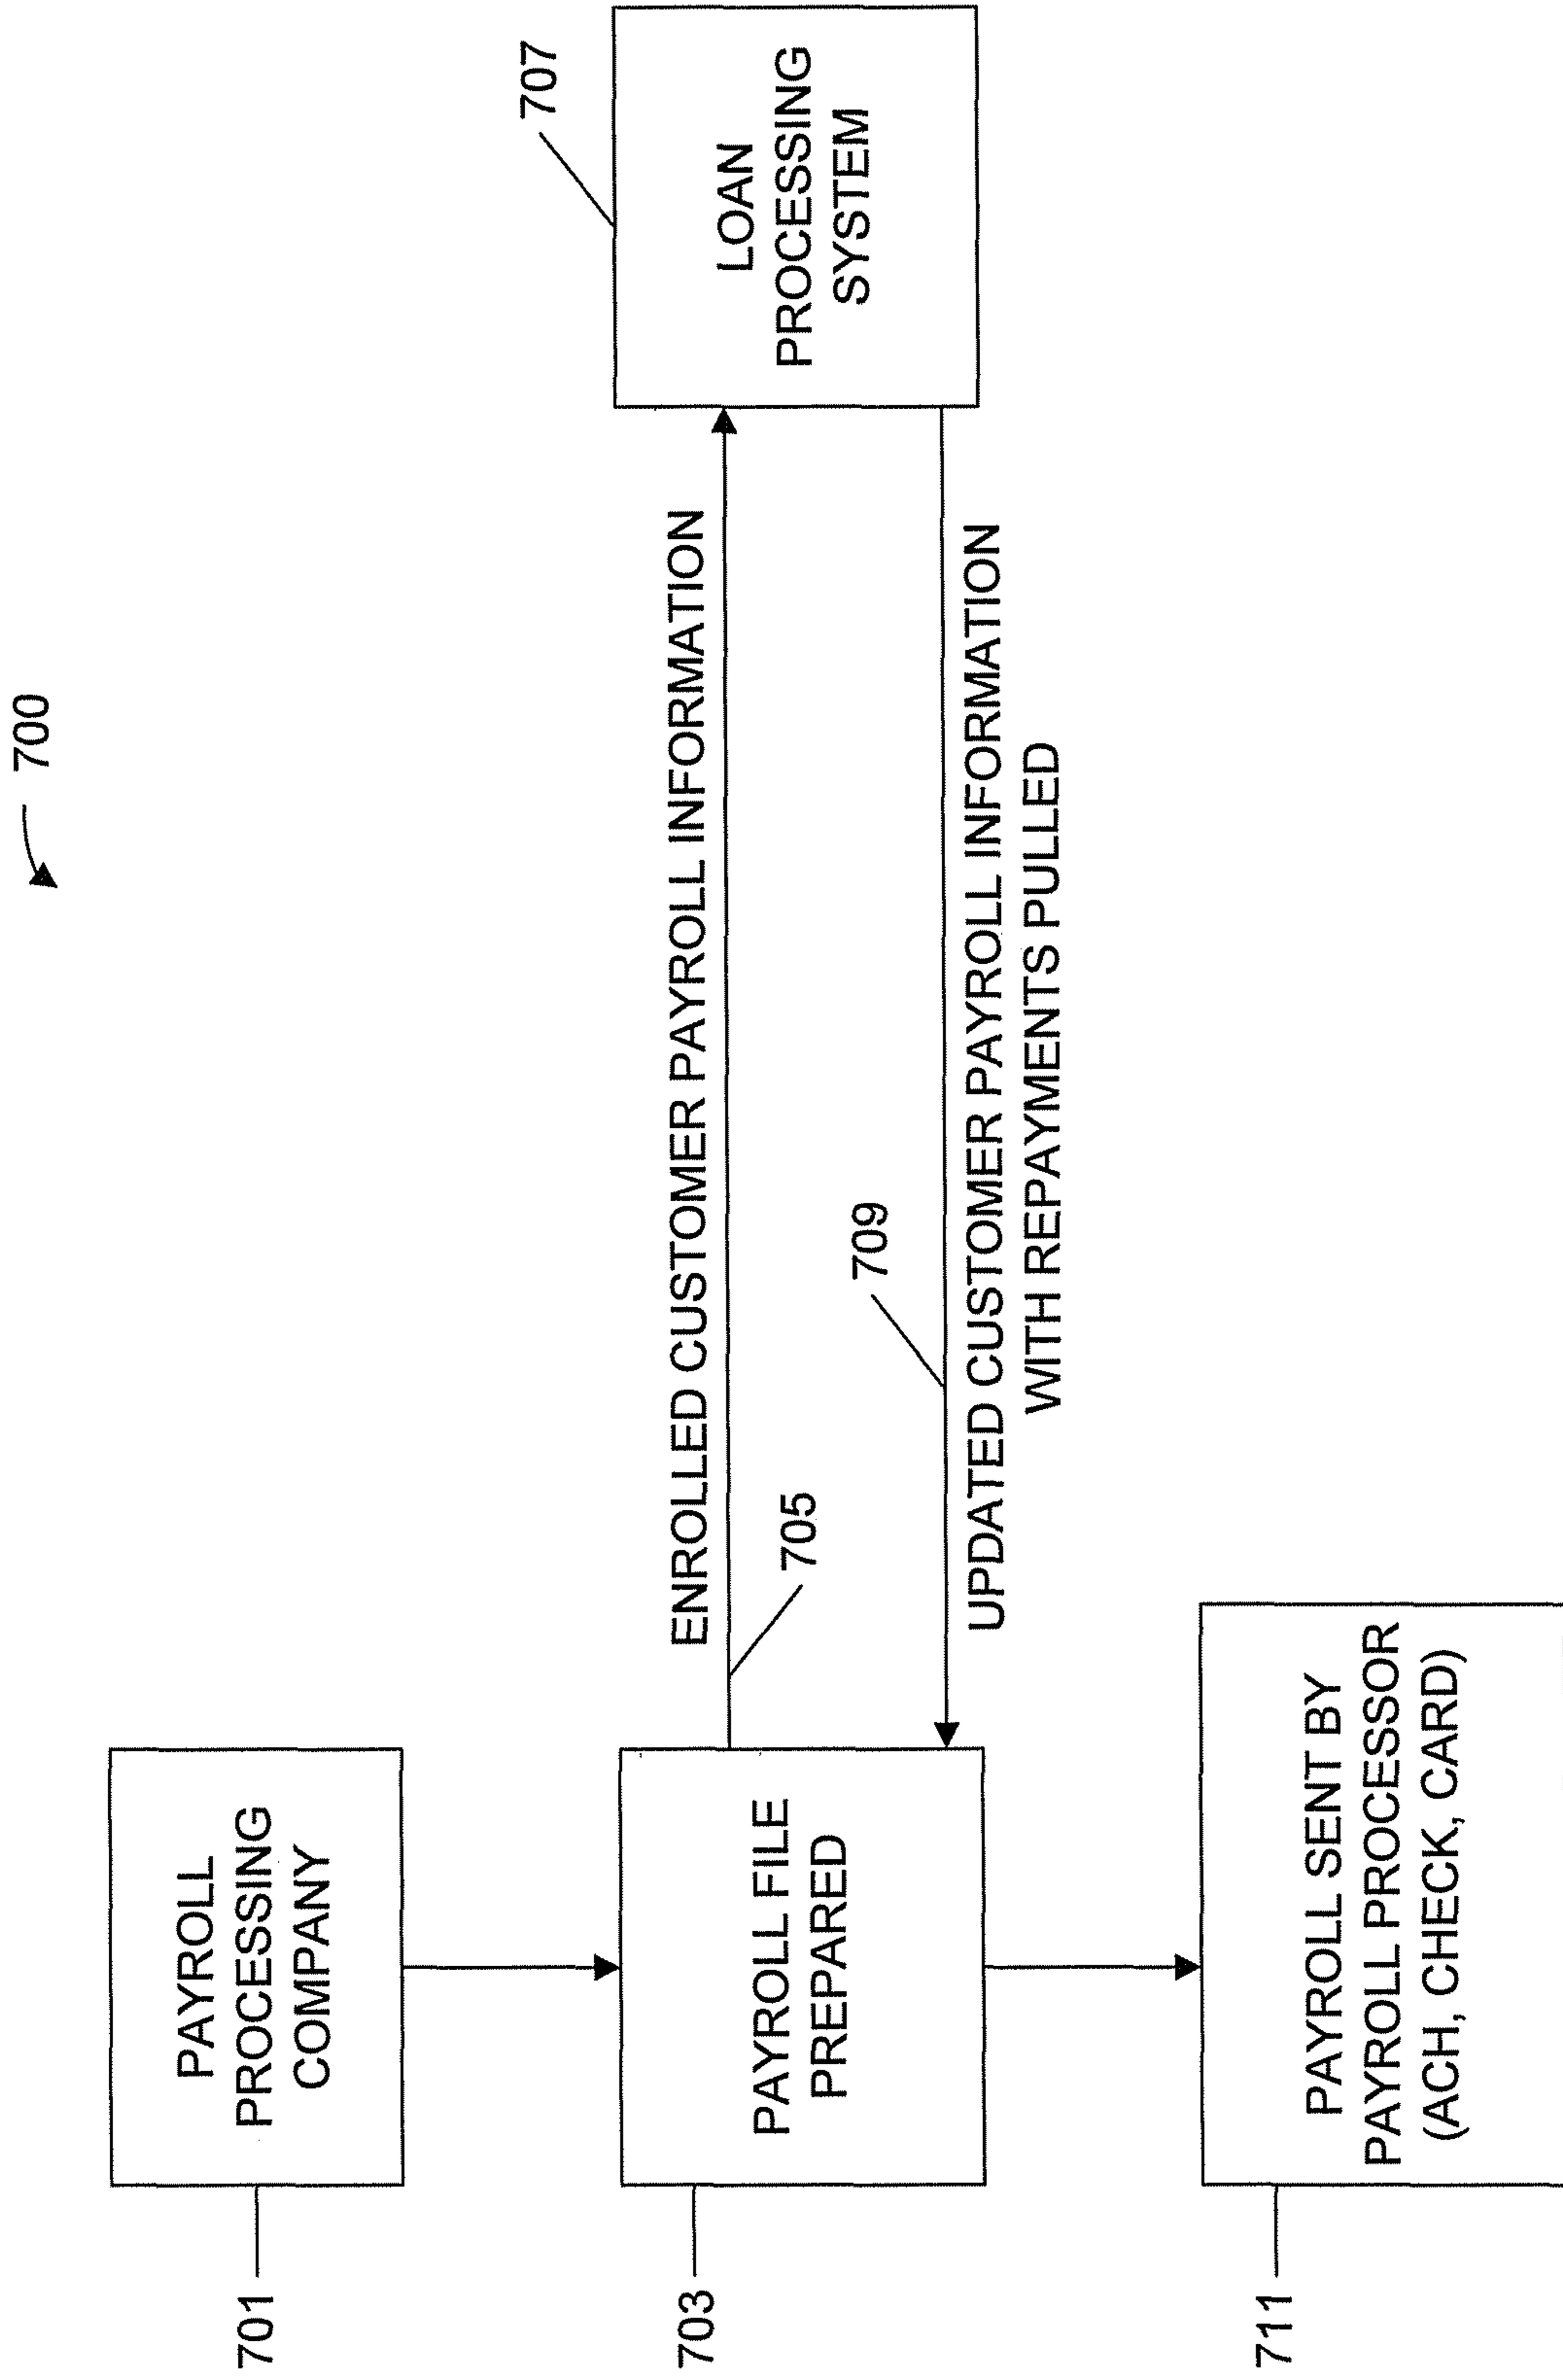 700
701
PAYROLL
PROCESSING
COMPANY
703
PAYROLL FILE
PREPARED
705
ENROLLED CUSTOMER PAYROLL INFORMATION
707
LOAN
PROCESSING
SYSTEM
709
UPDATED CUSTOMER PAYROLL INFORMATION
WITH REPAYMENTS PULLED
711
PAYROLL SENT BY
PAYROLL PROCESSOR
(ACH, CHECK, CARD)